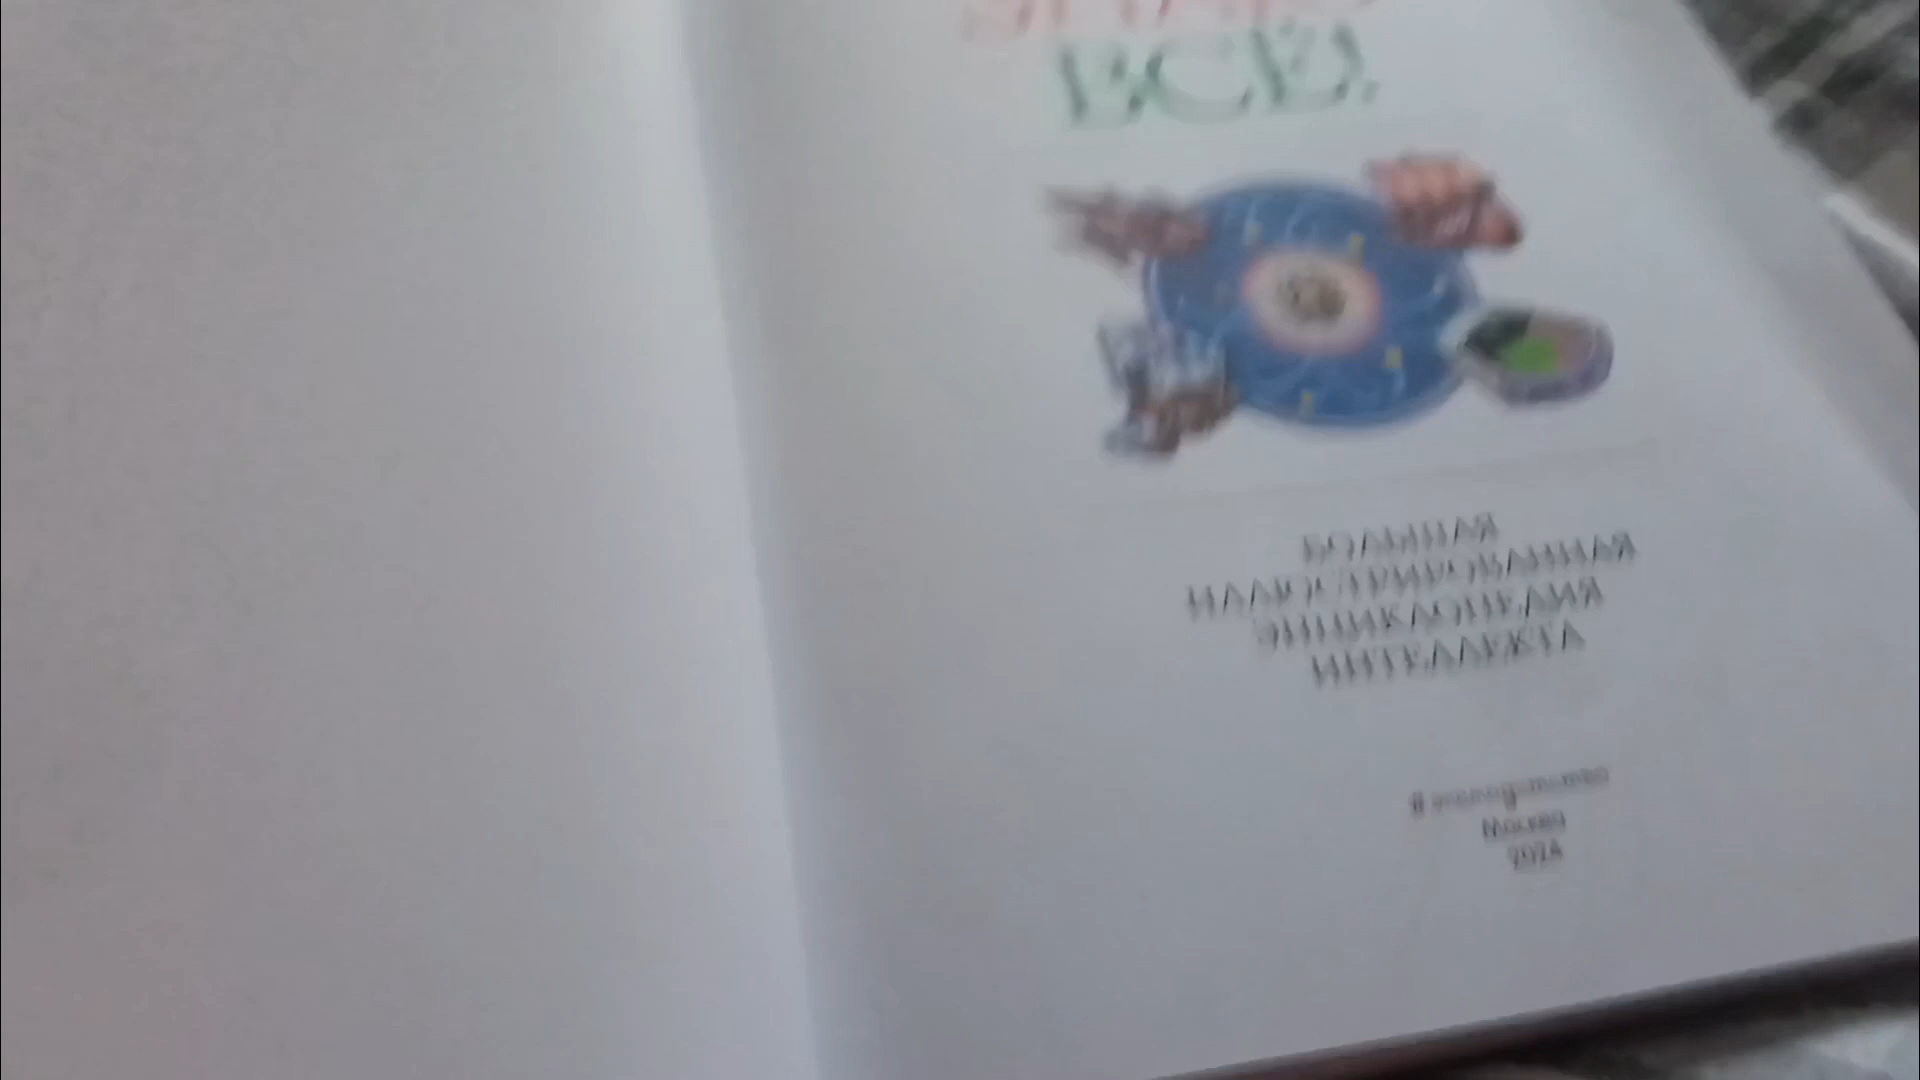 ВСЁ.
БОЛЬШАЯ
ИЛЛЮСТРИРОВАННАЯ
ЭНЦИКЛОПЕДИЯ
ИНТЕЛЛЕКТА
Москва
2024